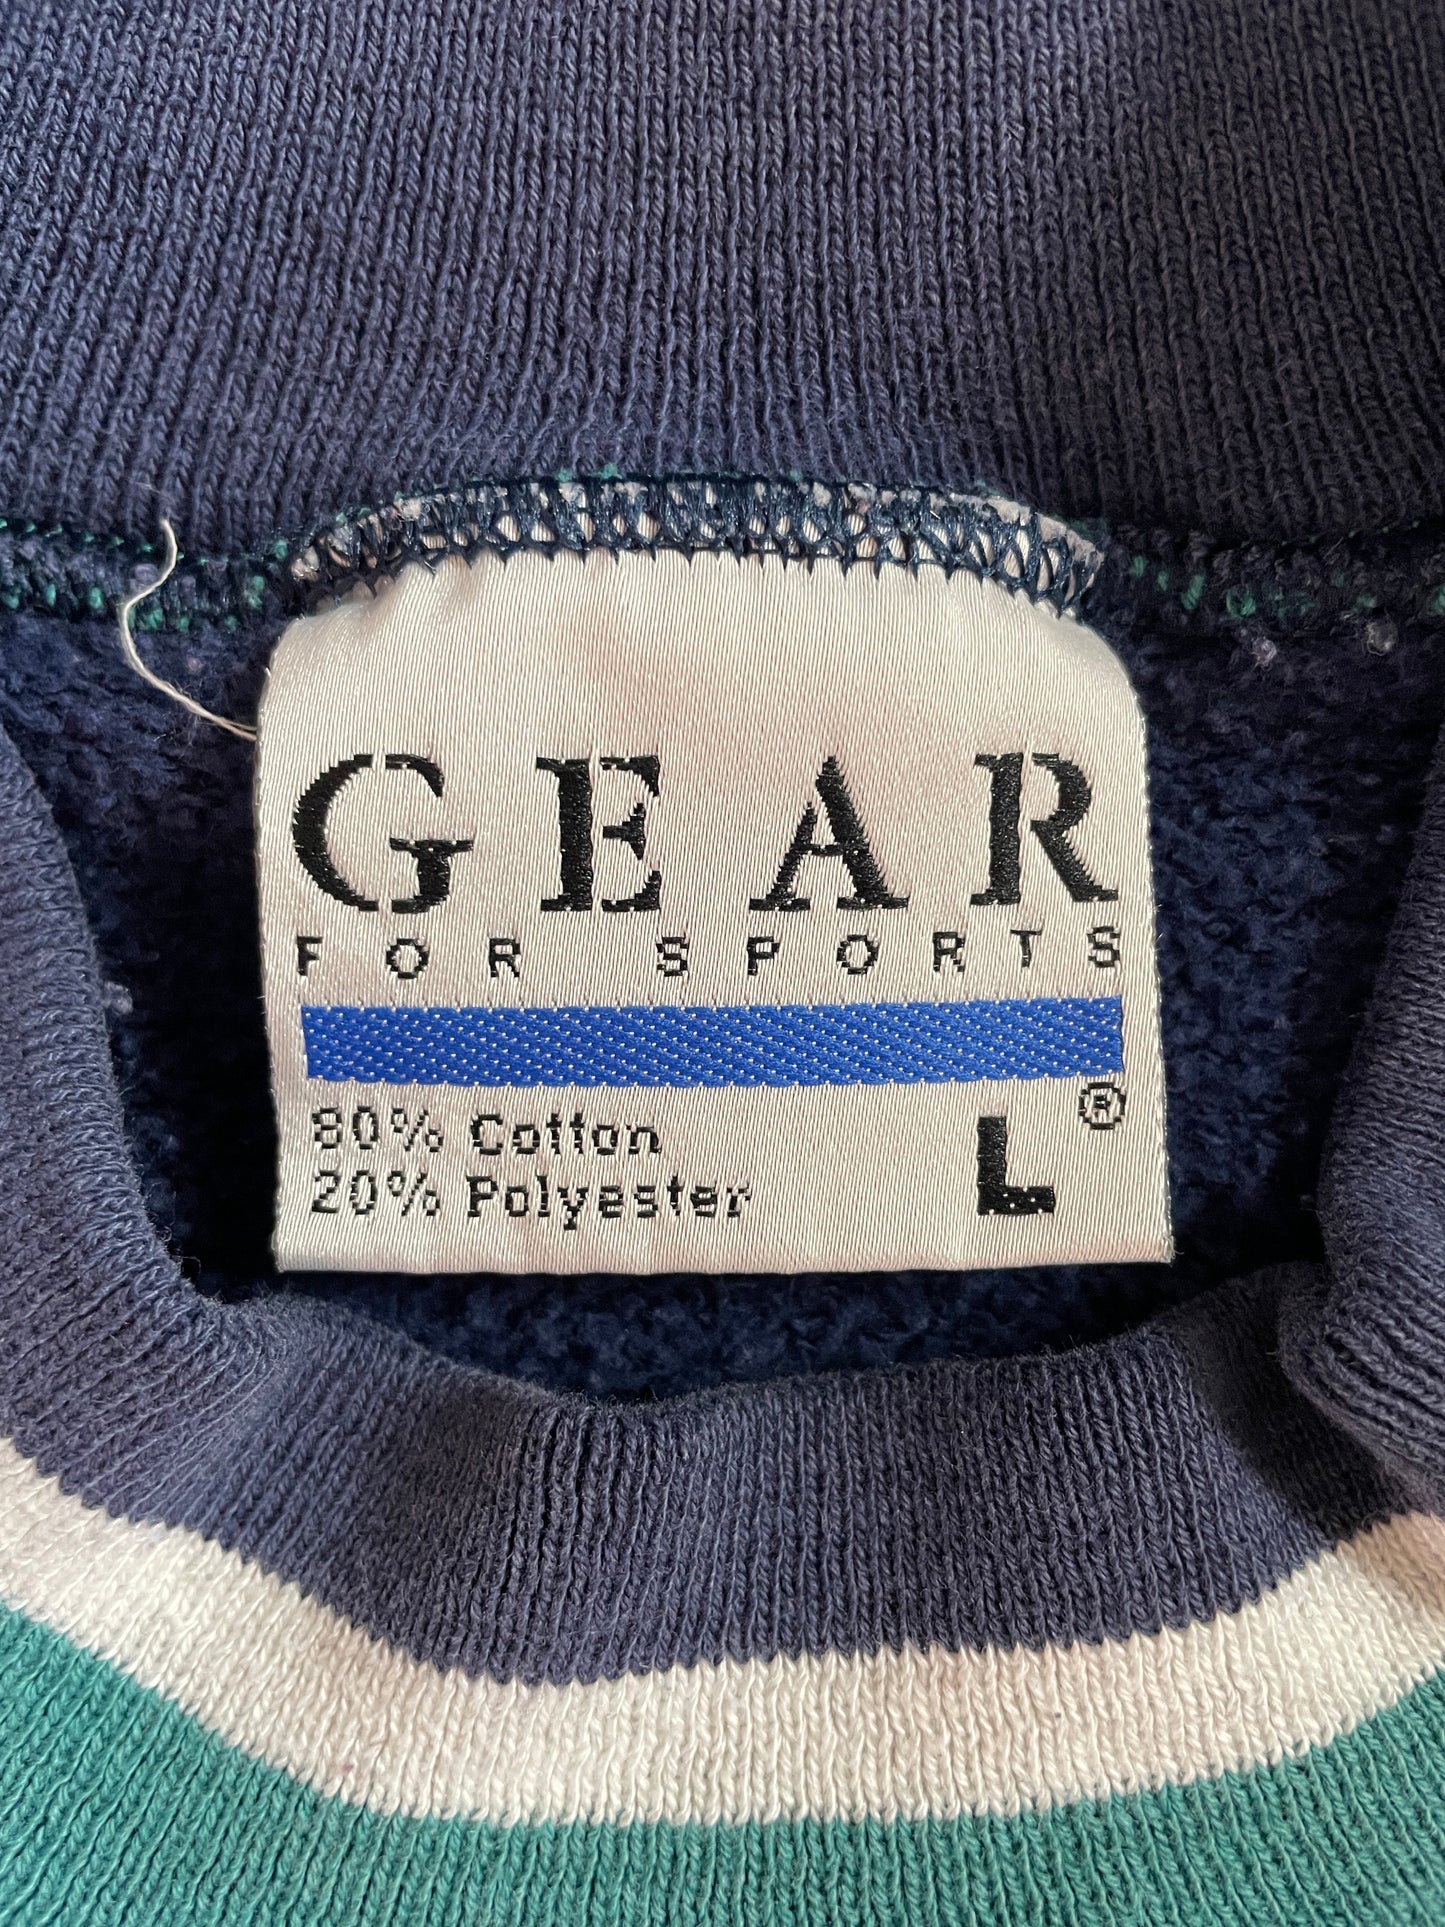 GEAR
FOR SPORTS
®
80% Cotton
20% Polyester
L